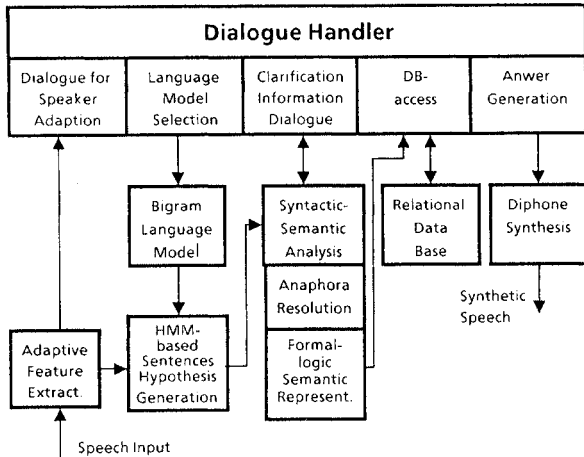 Dialogue Handler
Dialogue for
Speaker
Adaption
Language
Model
Selection
Clarification
Information
Dialogue
DB-
access
Anwer
Generation
Bigram
Language
Model
Syntactic-
Semantic
Analysis
Relational
Data
Base
Diphone
Synthesis
Anaphora
Resolution
Synthetic
Speech
Adaptive
Feature
Extract.
HMM-
based
Sentences
Hypothesis
Generation
Formal-
logic
Semantic
Represent.
Speech Input